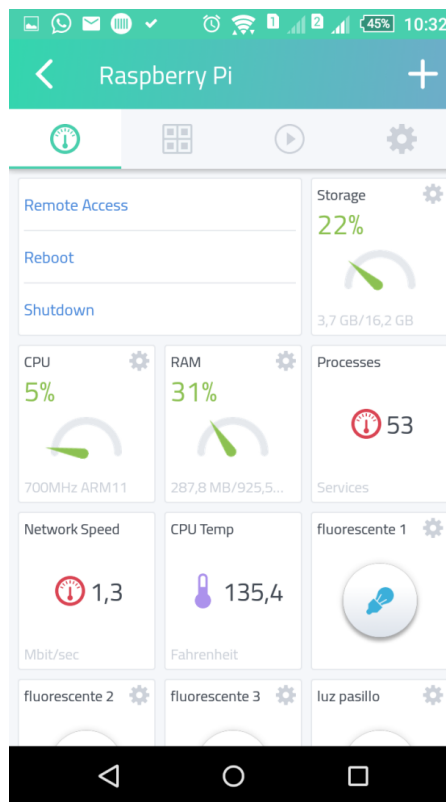 1 2 45% 10:32
Raspberry Pi
Remote Access
Reboot
Shutdown
Storage
22%
3,7 GB/16,2 GB
CPU
5%
700MHz ARM11
RAM
31%
287,8 MB/925,5...
Processes
53
Services
Network Speed
1,3
Mbit/sec
CPU Temp
135,4
Fahrenheit
fluorescente 1
fluorescente 2
fluorescente 3
luz pasillo